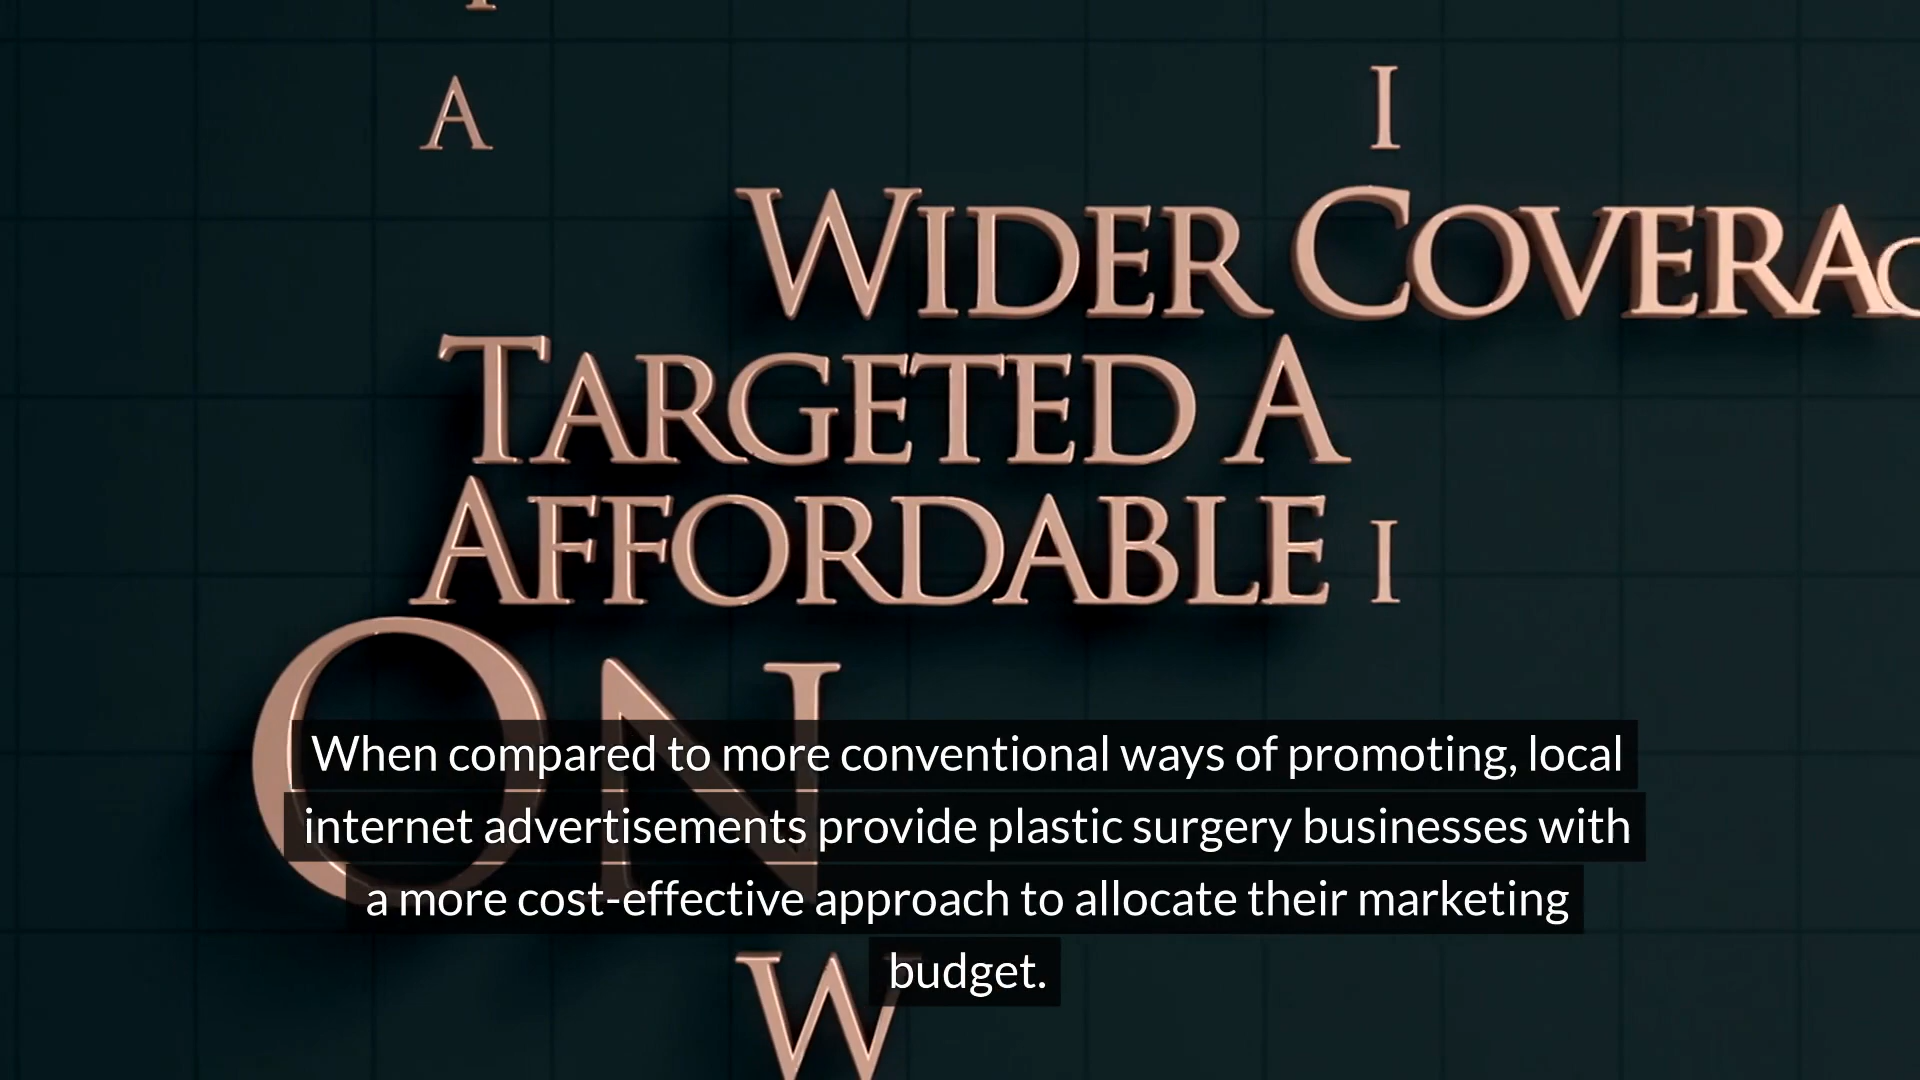 A
I
WIDER COVERAG
TARGETED A
AFFORDABLE I
ON
When compared to more conventional ways of promoting, local
internet advertisements provide plastic surgery businesses with
a more cost-effective approach to allocate their marketing
budget.
W